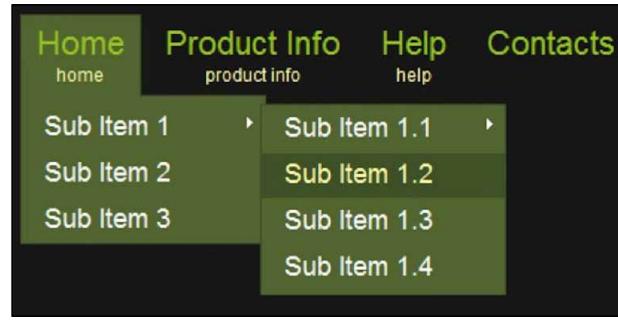 Home Product Info Help Contacts
home product info help
Sub Item 1 Sub Item 1.1
Sub Item 2 Sub Item 1.2
Sub Item 3 Sub Item 1.3
Sub Item 1.4